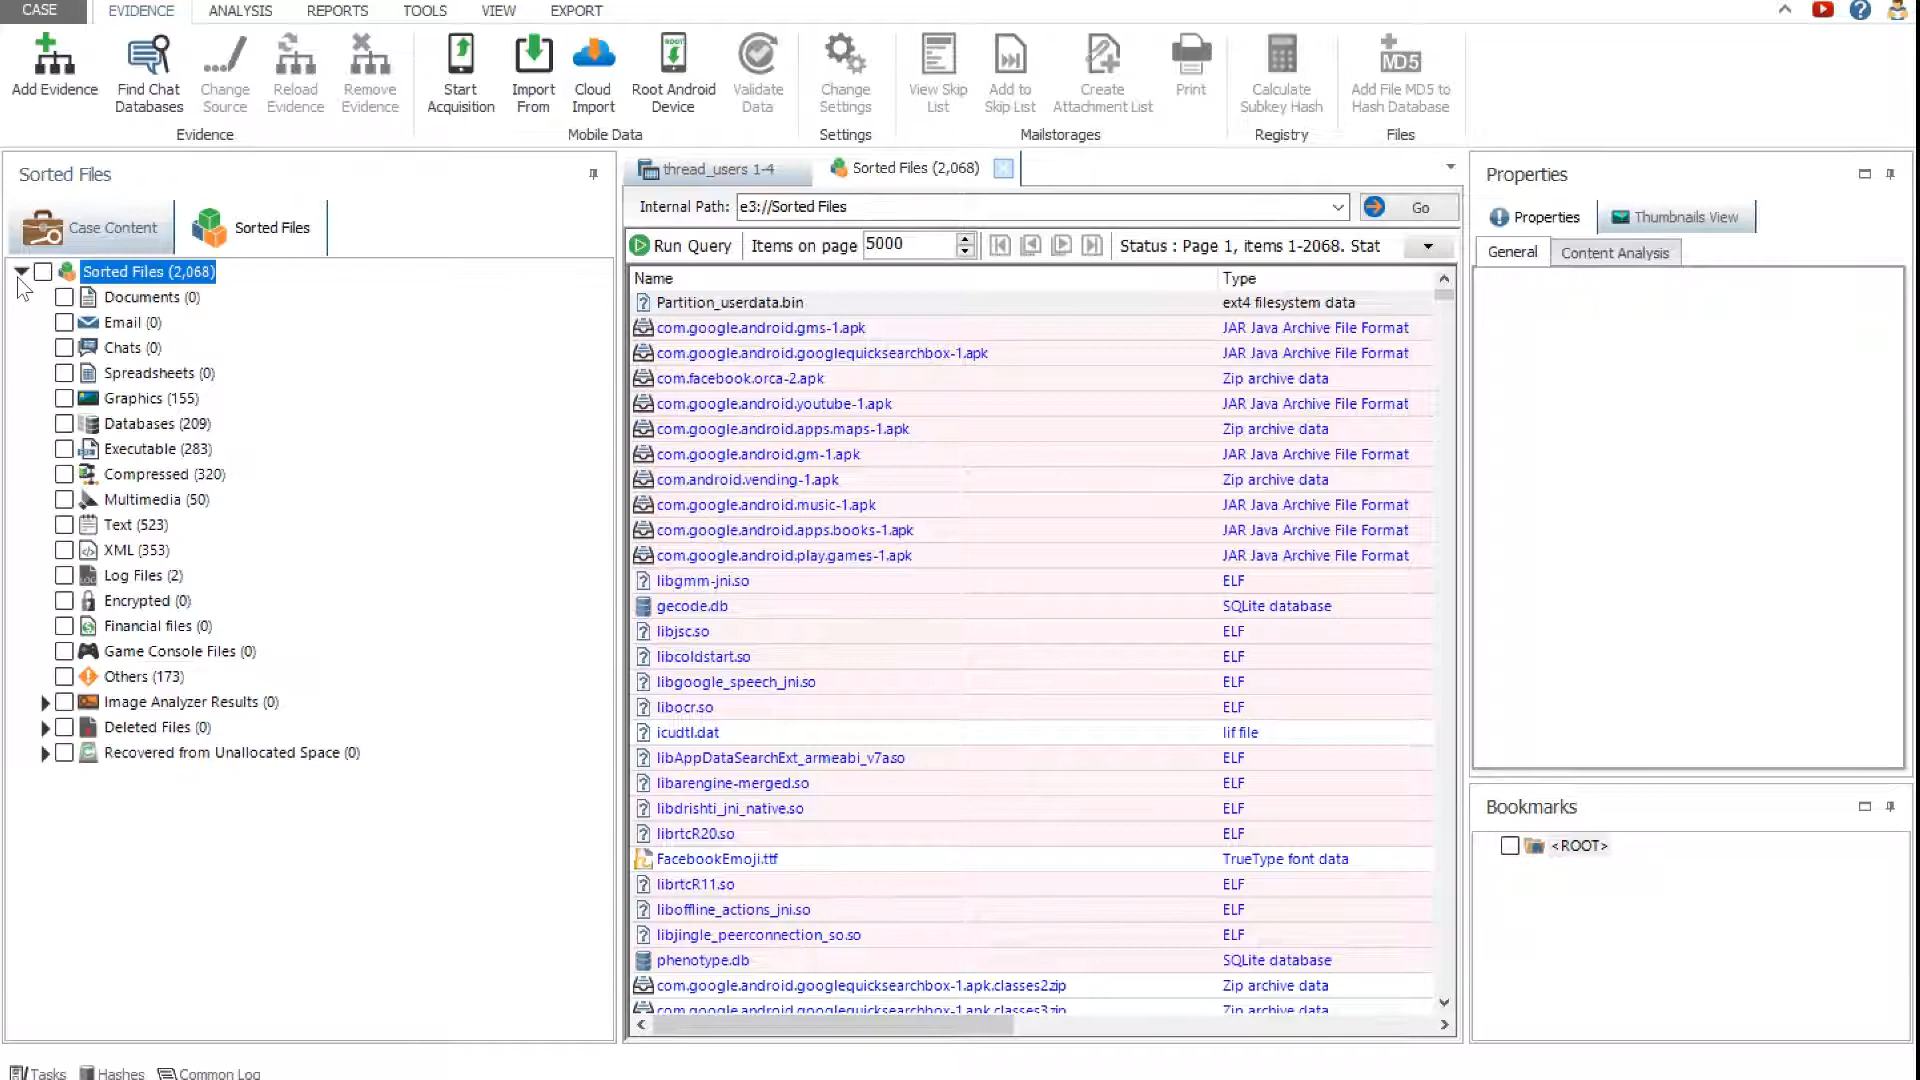 CASE EVIDENCE ANALYSIS REPORTS TOOLS VIEW EXPORT
Add Evidence
Find Chat Databases
Change Source
Reload Evidence
Remove Evidence
Start Acquisition
Import From
Cloud Import
Root Android Device
Validate Data
Change Settings
View Skip List
Add to Skip List
Create Attachment List
Print
Calculate Subkey Hash
MD5
Add File MD5 to Hash Database
Evidence Mobile Data Settings Mailstorages Registry Files
Sorted Files
Case Content Sorted Files
Sorted Files (2,068)
Documents (0)
Email (0)
Chats (0)
Spreadsheets (0)
Graphics (155)
Databases (209)
Executable (283)
Compressed (320)
Multimedia (50)
Text (523)
XML (353)
Log Files (2)
Encrypted (0)
Financial files (0)
Game Console Files (0)
Others (173)
Image Analyzer Results (0)
Deleted Files (0)
Recovered from Unallocated Space (0)
thread_users 1-4 Sorted Files (2,068)
Internal Path: e3://Sorted Files Go
Run Query Items on page 5000 Status : Page 1, items 1-2068. Stat
Name Type
Partition_userdata.bin ext4 filesystem data
com.google.android.gms-1.apk JAR Java Archive File Format
com.google.android.googlequicksearchbox-1.apk JAR Java Archive File Format
com.facebook.orca-2.apk Zip archive data
com.google.android.youtube-1.apk JAR Java Archive File Format
com.google.android.apps.maps-1.apk Zip archive data
com.google.android.gm-1.apk JAR Java Archive File Format
com.android.vending-1.apk Zip archive data
com.google.android.music-1.apk JAR Java Archive File Format
com.google.android.apps.books-1.apk JAR Java Archive File Format
com.google.android.play.games-1.apk JAR Java Archive File Format
libgmm-jni.so ELF
gecode.db SQLite database
libjsc.so ELF
libcoldstart.so ELF
libgoogle_speech_jni.so ELF
libocr.so ELF
icudtl.dat lif file
libAppDataSearchExt_armeabi_v7a.so ELF
libarengine-merged.so ELF
libdrishti_jni_native.so ELF
librtcR20.so ELF
FacebookEmoji.ttf TrueType font data
librtcR11.so ELF
liboffline_actions_jni.so ELF
libjingle_peerconnection_so.so ELF
phenotype.db SQLite database
com.google.android.googlequicksearchbox-1.apk.classes2.zip Zip archive data
com.google.android.googlequicksearchbox-1.apk.classes3.zip Zip archive data
Properties
Properties Thumbnails View
General Content Analysis
Bookmarks
<ROOT>
Tasks Hashes Common Log